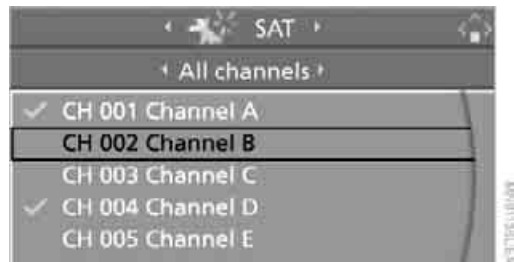 SAT
All channels
CH 001 Channel A
CH 002 Channel B
CH 003 Channel C
CH 004 Channel D
CH 005 Channel E